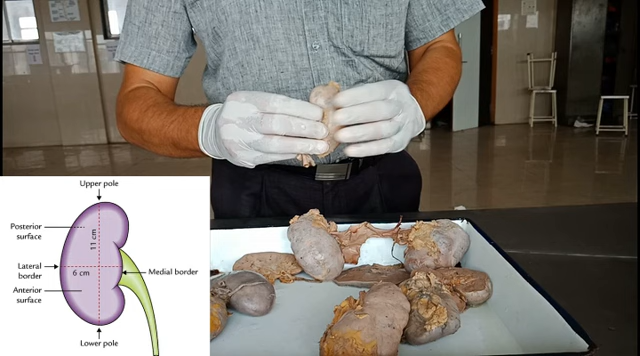 Upper pole
Posterior
surface
11 cm
Lateral
border
6 cm
Medial border
Anterior
surface
Lower pole